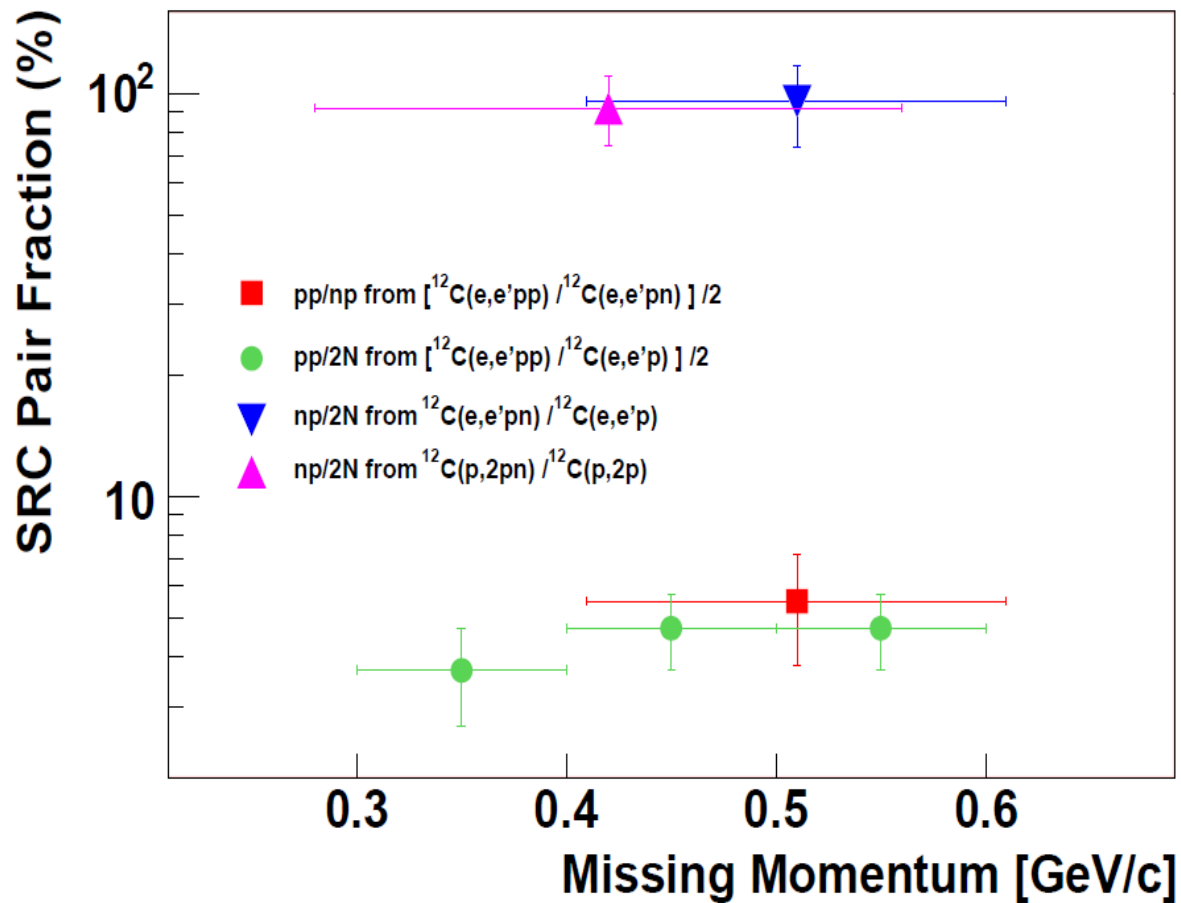 SRC Pair Fraction (%)
10²
10
pp/np from [¹²C(e,e'pp) /¹²C(e,e'pn) ] /2
pp/2N from [¹²C(e,e'pp) /¹²C(e,e'p) ] /2
np/2N from ¹²C(e,e'pn) /¹²C(e,e'p)
np/2N from ¹²C(p,2pn) /¹²C(p,2p)
0.3 0.4 0.5 0.6
Missing Momentum [GeV/c]